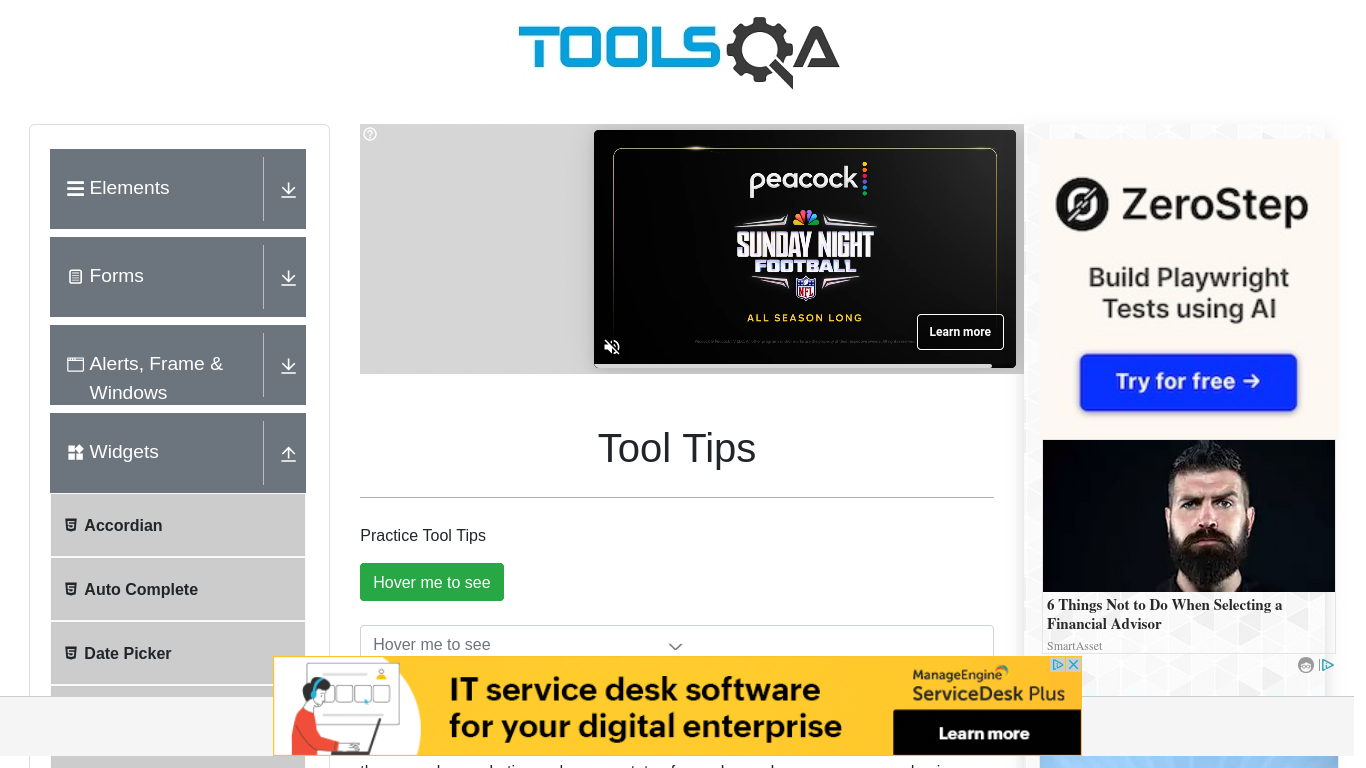 TOOLSQA
Elements
Forms
Alerts, Frame &
Windows
Widgets
Accordian
Auto Complete
Date Picker
peacock
SUNDAY NIGHT
FOOTBALL
NFL
ALL SEASON LONG
Learn more
Tool Tips
Practice Tool Tips
Hover me to see
Hover me to see
ZeroStep
Build Playwright
Tests using AI
Try for free →
6 Things Not to Do When Selecting a
Financial Advisor
SmartAsset
IT service desk software
for your digital enterprise
ManageEngine
ServiceDesk Plus
Learn more